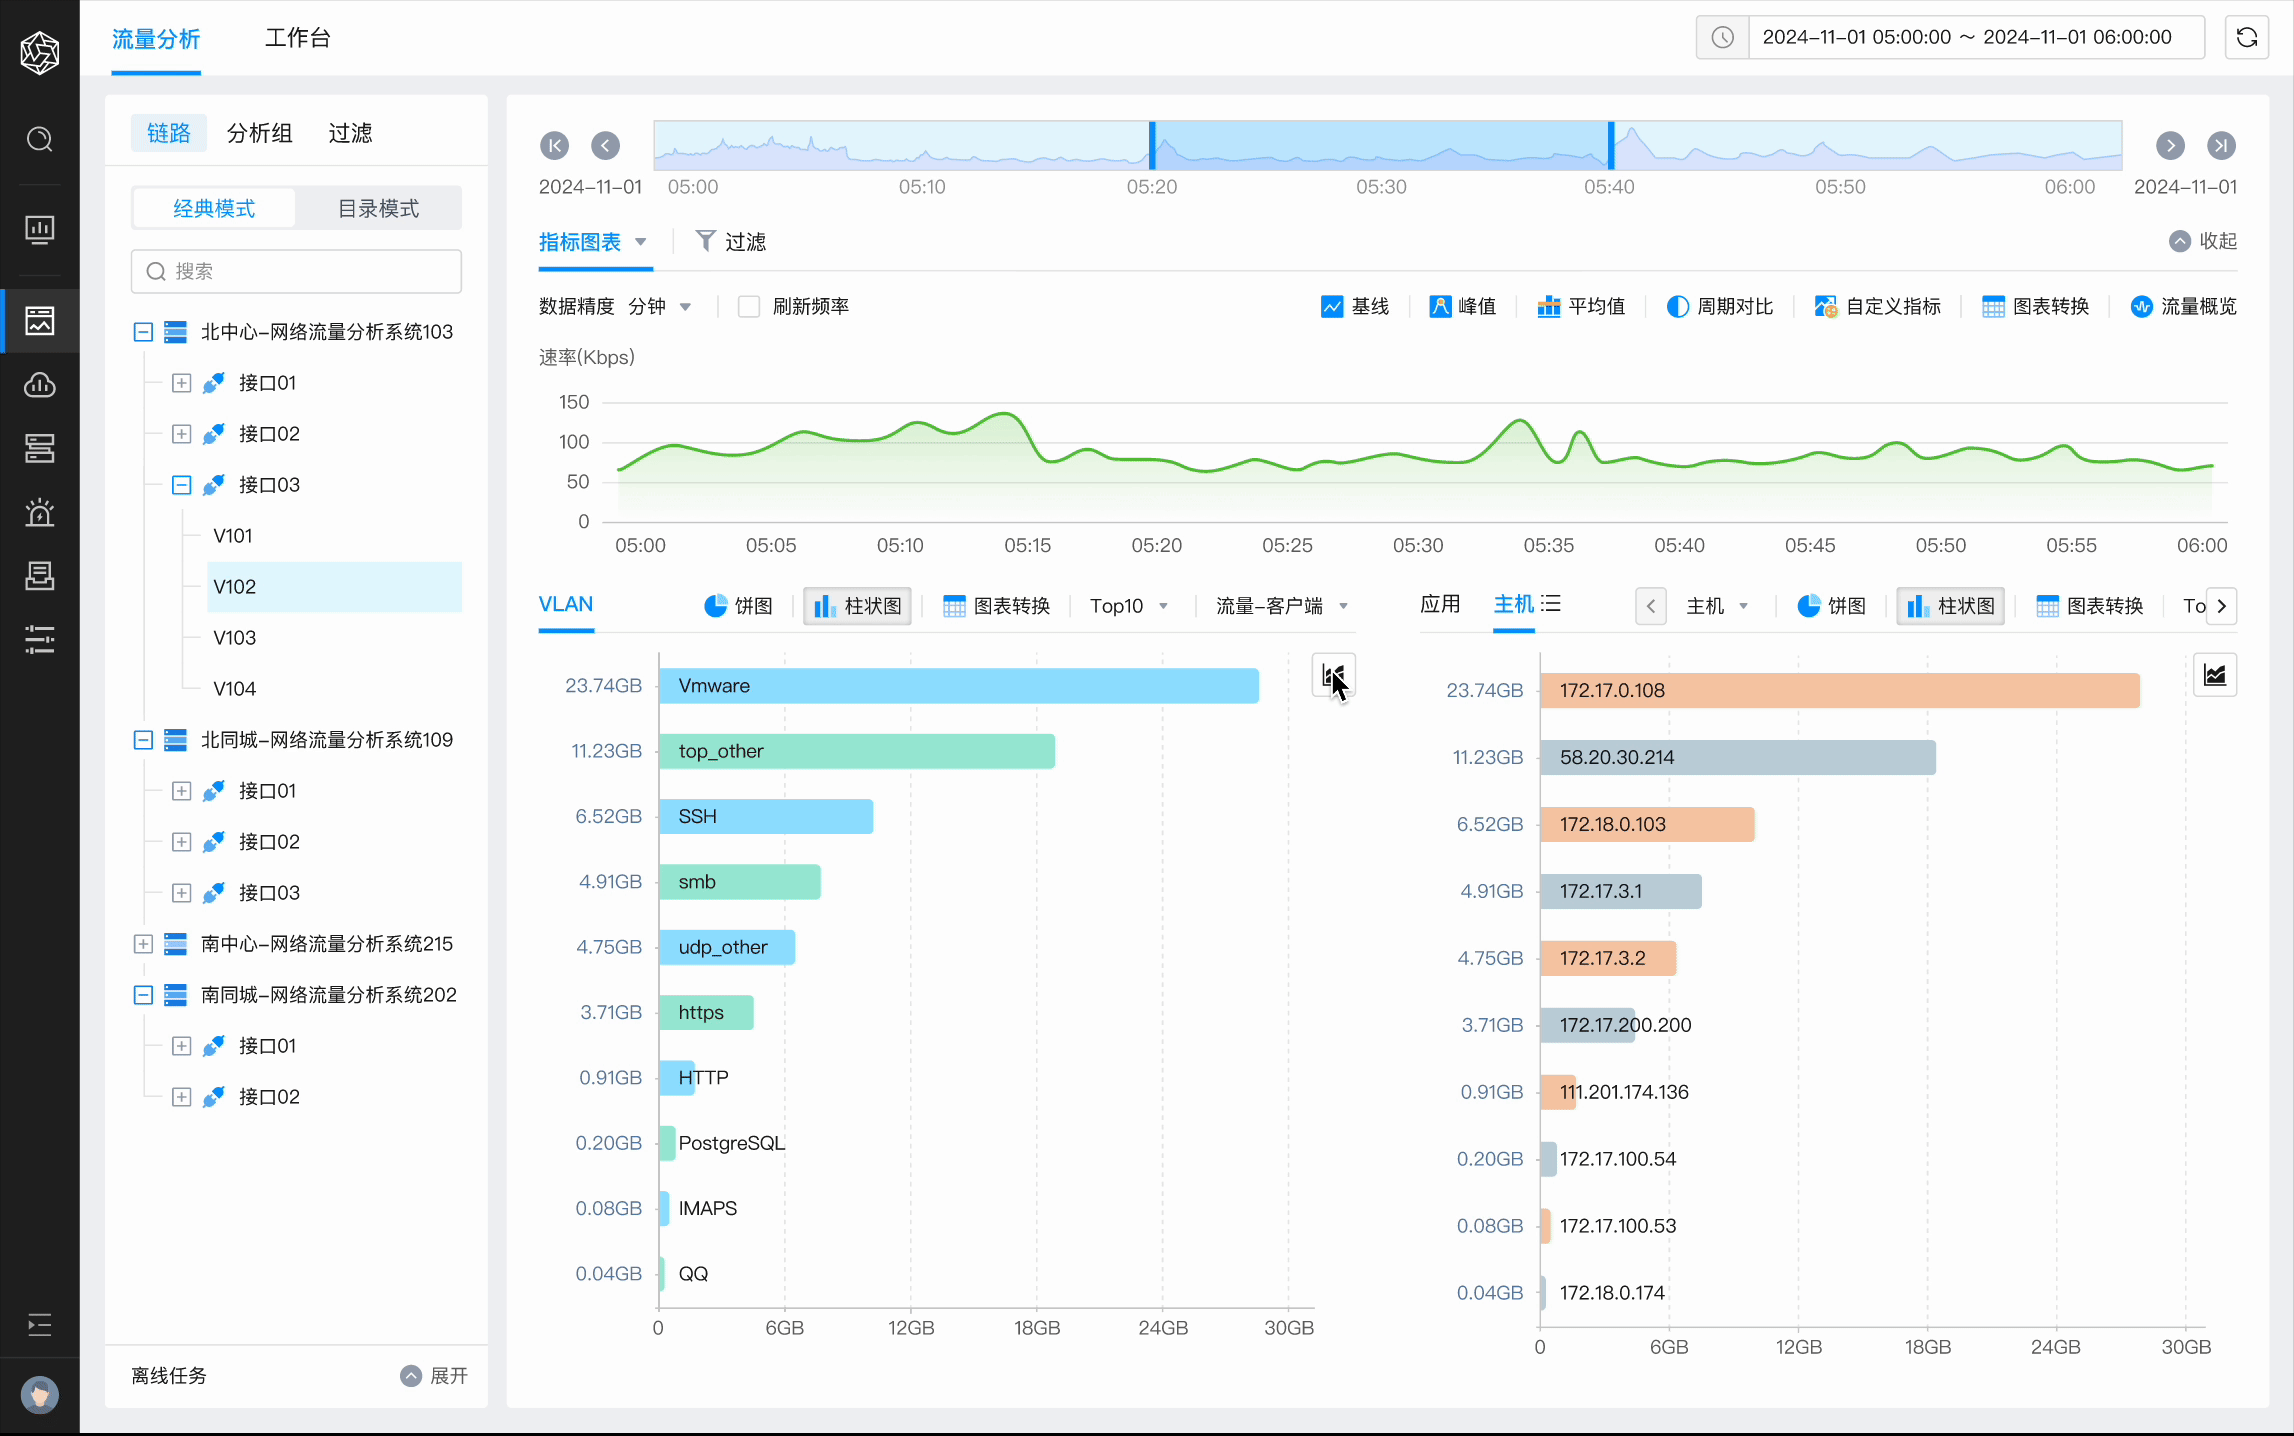 流量分析 工作台 2024-11-01 05:00:00 ~ 2024-11-01 06:00:00
链路 分析组 过滤
经典模式 目录模式
搜索
北中心-网络流量分析系统103
接口01
接口02
接口03
V101
V102
V103
V104
北同城-网络流量分析系统109
接口01
接口02
接口03
南中心-网络流量分析系统215
南同城-网络流量分析系统202
接口01
接口02
离线任务 展开
2024-11-01 05:00 05:10 05:20 05:30 05:40 05:50 06:00 2024-11-01
指标图表 过滤 收起
数据精度 分钟 刷新频率 基线 峰值 平均值 周期对比 自定义指标 图表转换 流量概览
速率(Kbps)
150
100
50
0
05:00 05:05 05:10 05:15 05:20 05:25 05:30 05:35 05:40 05:45 05:50 05:55 06:00
VLAN 饼图 柱状图 图表转换 Top10 流量-客户端
23.74GB Vmware
11.23GB top_other
6.52GB SSH
4.91GB smb
4.75GB udp_other
3.71GB https
0.91GB HTTP
0.20GB PostgreSQL
0.08GB IMAPS
0.04GB QQ
0 6GB 12GB 18GB 24GB 30GB
应用 主机 主机 饼图 柱状图 图表转换 To
23.74GB 172.17.0.108
11.23GB 58.20.30.214
6.52GB 172.18.0.103
4.91GB 172.17.3.1
4.75GB 172.17.3.2
3.71GB 172.17.200.200
0.91GB 111.201.174.136
0.20GB 172.17.100.54
0.08GB 172.17.100.53
0.04GB 172.18.0.174
0 6GB 12GB 18GB 24GB 30GB